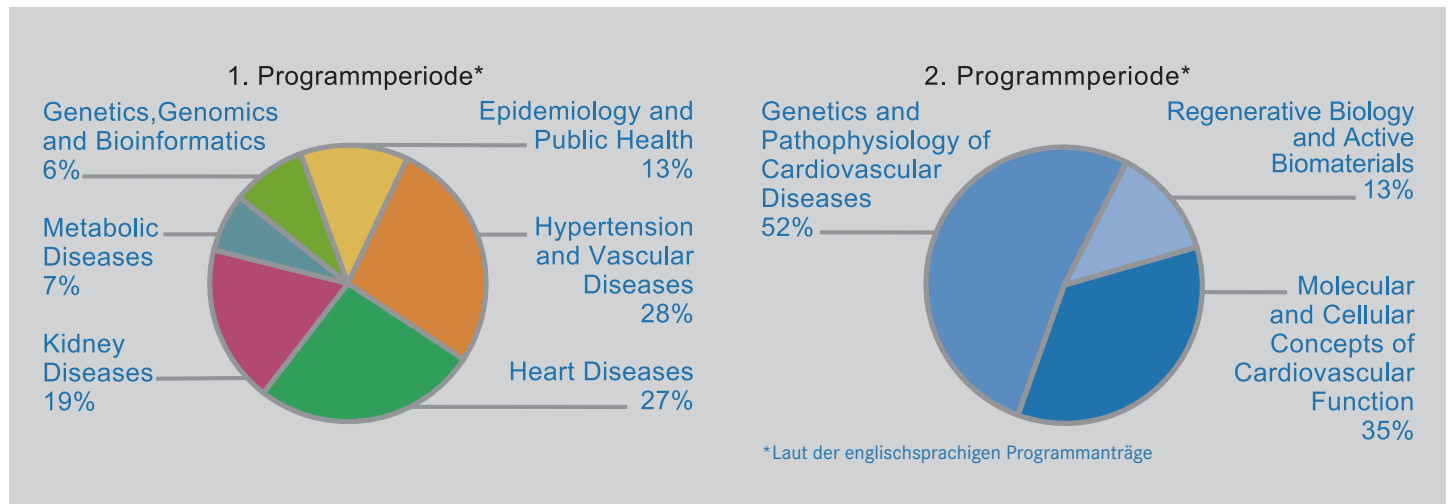 1. Programmperiode*
Genetics,Genomics
and Bioinformatics
6%
Metabolic
Diseases
7%
Kidney
Diseases
19%
Epidemiology and
Public Health
13%
Hypertension
and Vascular
Diseases
28%
Heart Diseases
27%
2. Programmperiode*
Genetics and
Pathophysiology of
Cardiovascular
Diseases
52%
Regenerative Biology
and Active
Biomaterials
13%
Molecular
and Cellular
Concepts of
Cardiovascular
Function
35%
*Laut der englischsprachigen Programmanträge